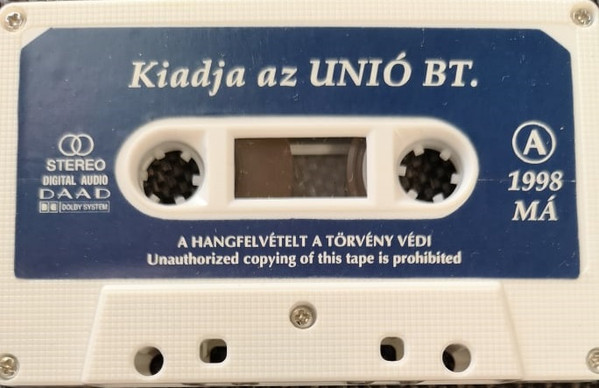 Kiadja az UNIÓ BT.
STEREO
DIGITAL AUDIO
DAAD
DOLBY SYSTEM
A
1998
MÁ
A HANGFELVÉTELT A TÖRVÉNY VÉDI
Unauthorized copying of this tape is prohibited